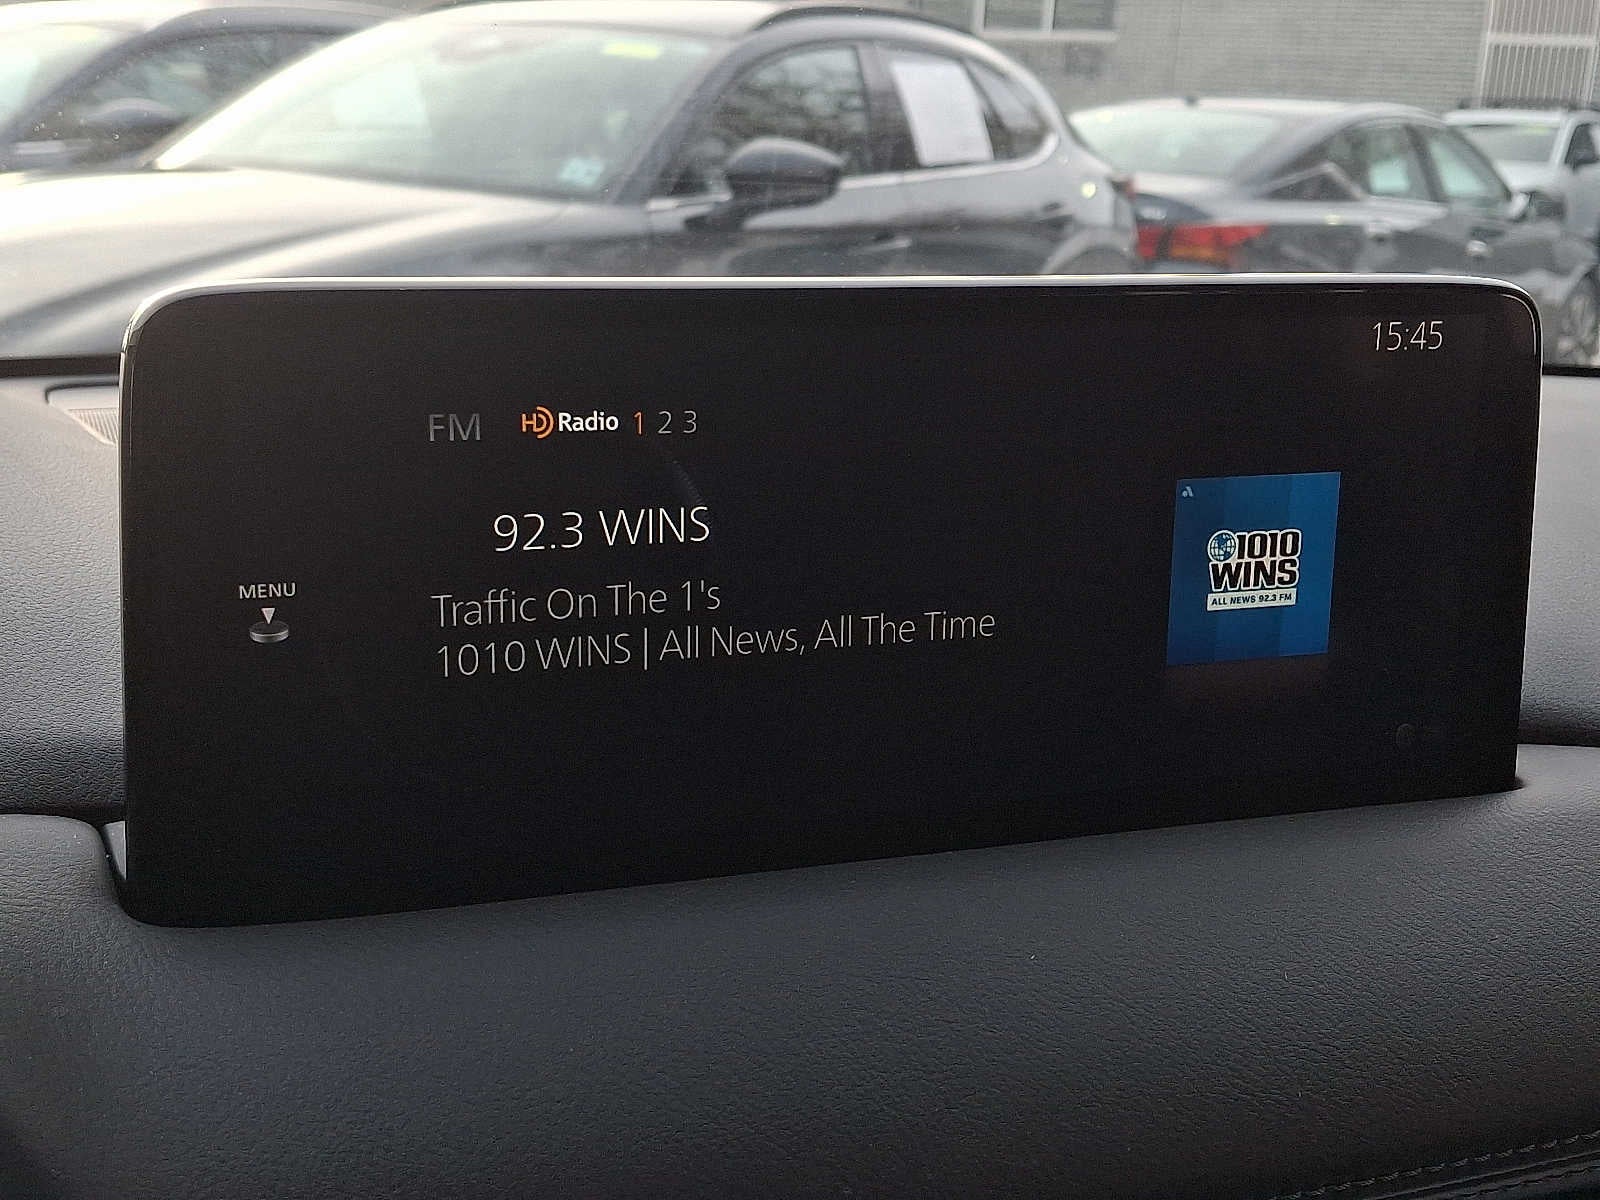 15:45
FM HD Radio 1 2 3
92.3 WINS
MENU
Traffic On The 1's
1010 WINS | All News, All The Time
1010
WINS
ALL NEWS 92.3 FM